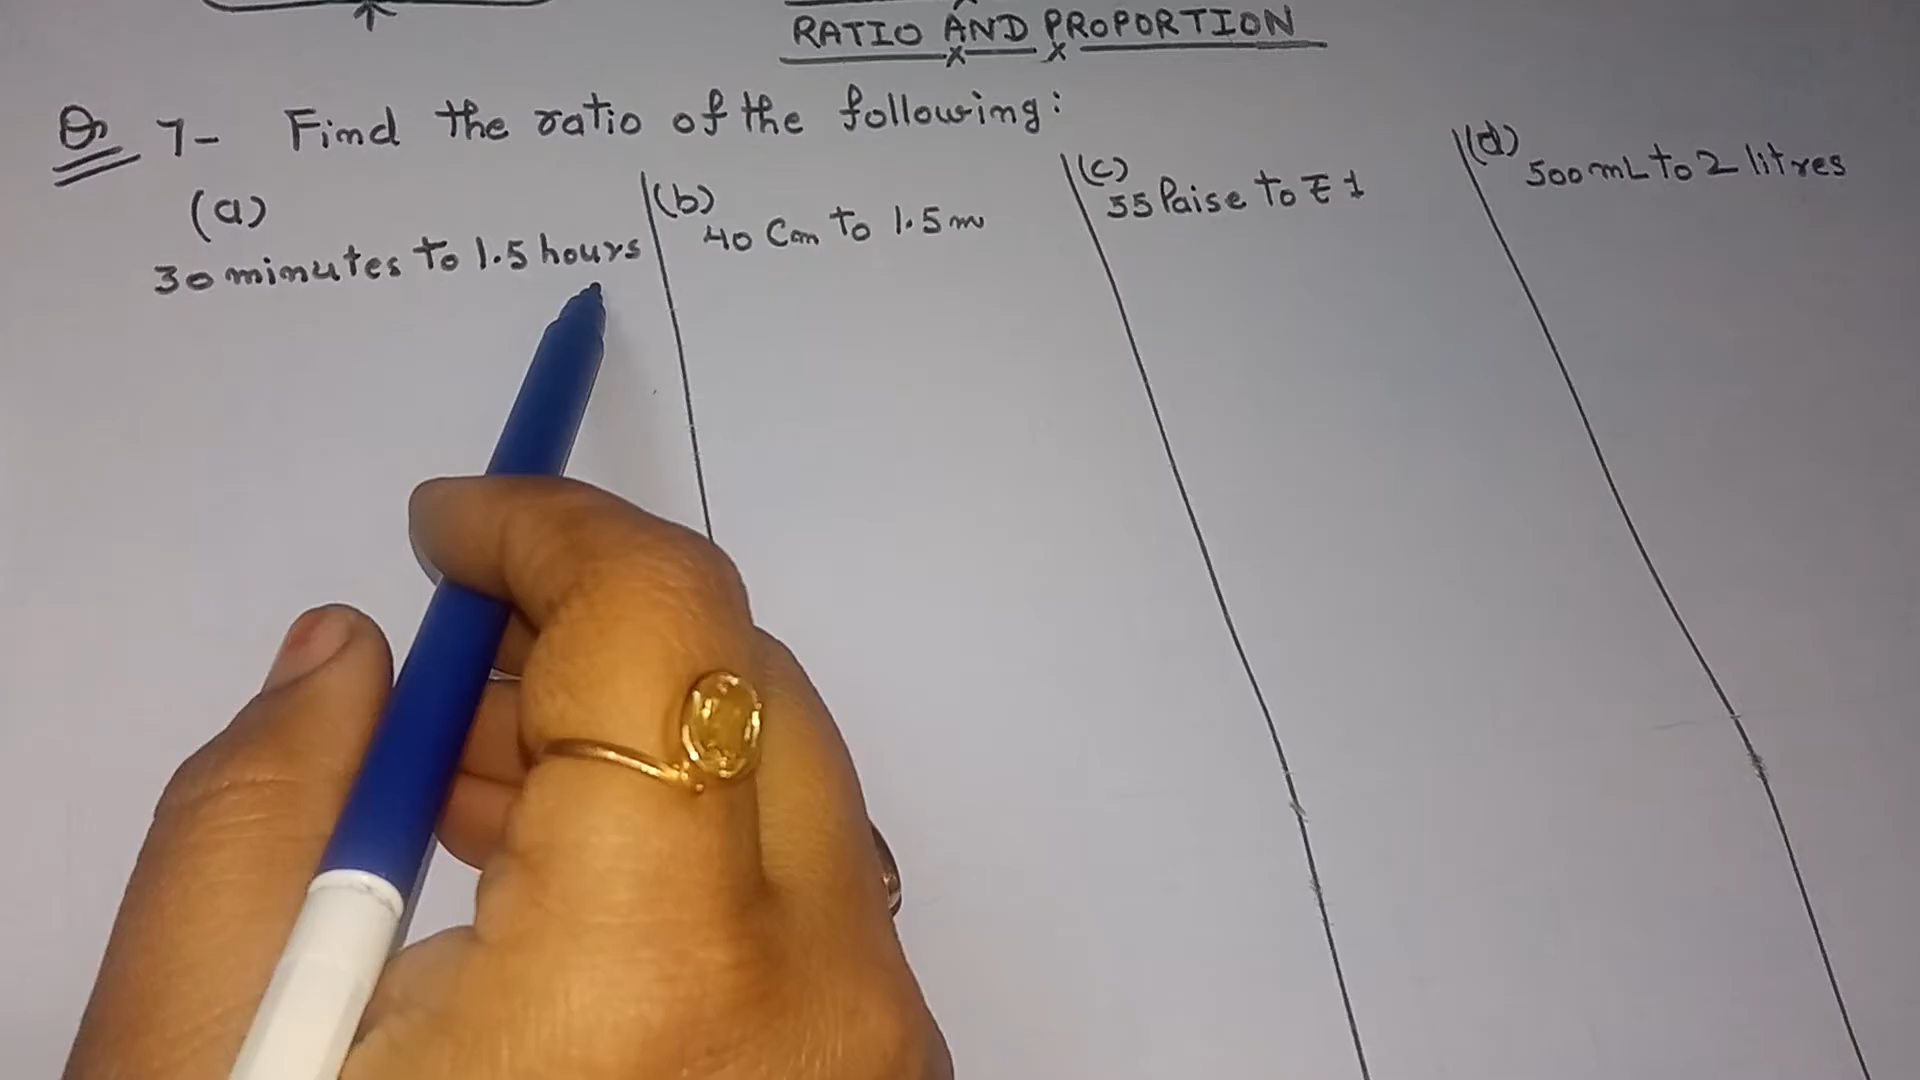 RATIO AND PROPORTION
Q 7- Find the ratio of the following:
(a)
30 minutes to 1.5 hours
(b)
40 Cm to 1.5 m
(c)
55 Paise to ₹ 1
(d)
500 mL to 2 litres